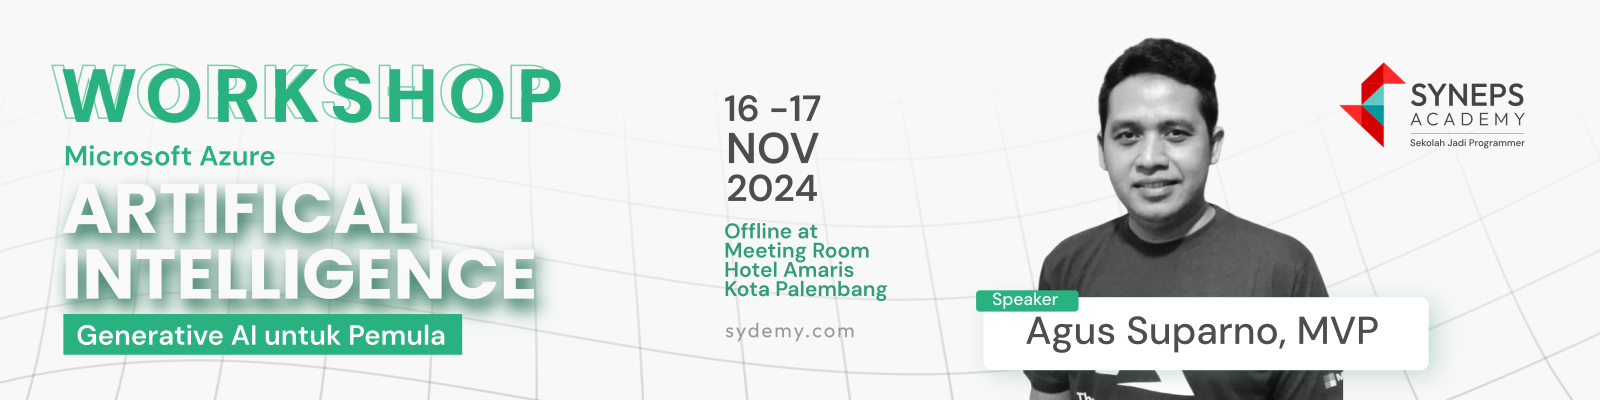 WORKSHOP
Microsoft Azure
ARTIFICAL
INTELLIGENCE
Generative AI untuk Pemula
16 –17
NOV
2024
Offline at
Meeting Room
Hotel Amaris
Kota Palembang
sydemy.com
Speaker
Agus Suparno, MVP
SYNEPS
ACADEMY
Sekolah Jadi Programmer